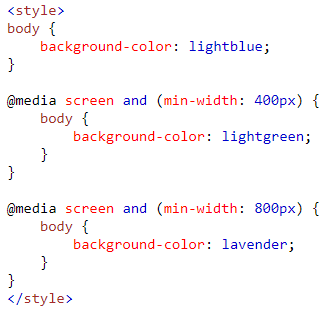 <style>
body {
    background-color: lightblue;
}

@media screen and (min-width: 400px) {
    body {
        background-color: lightgreen;
    }
}

@media screen and (min-width: 800px) {
    body {
        background-color: lavender;
    }
}
</style>